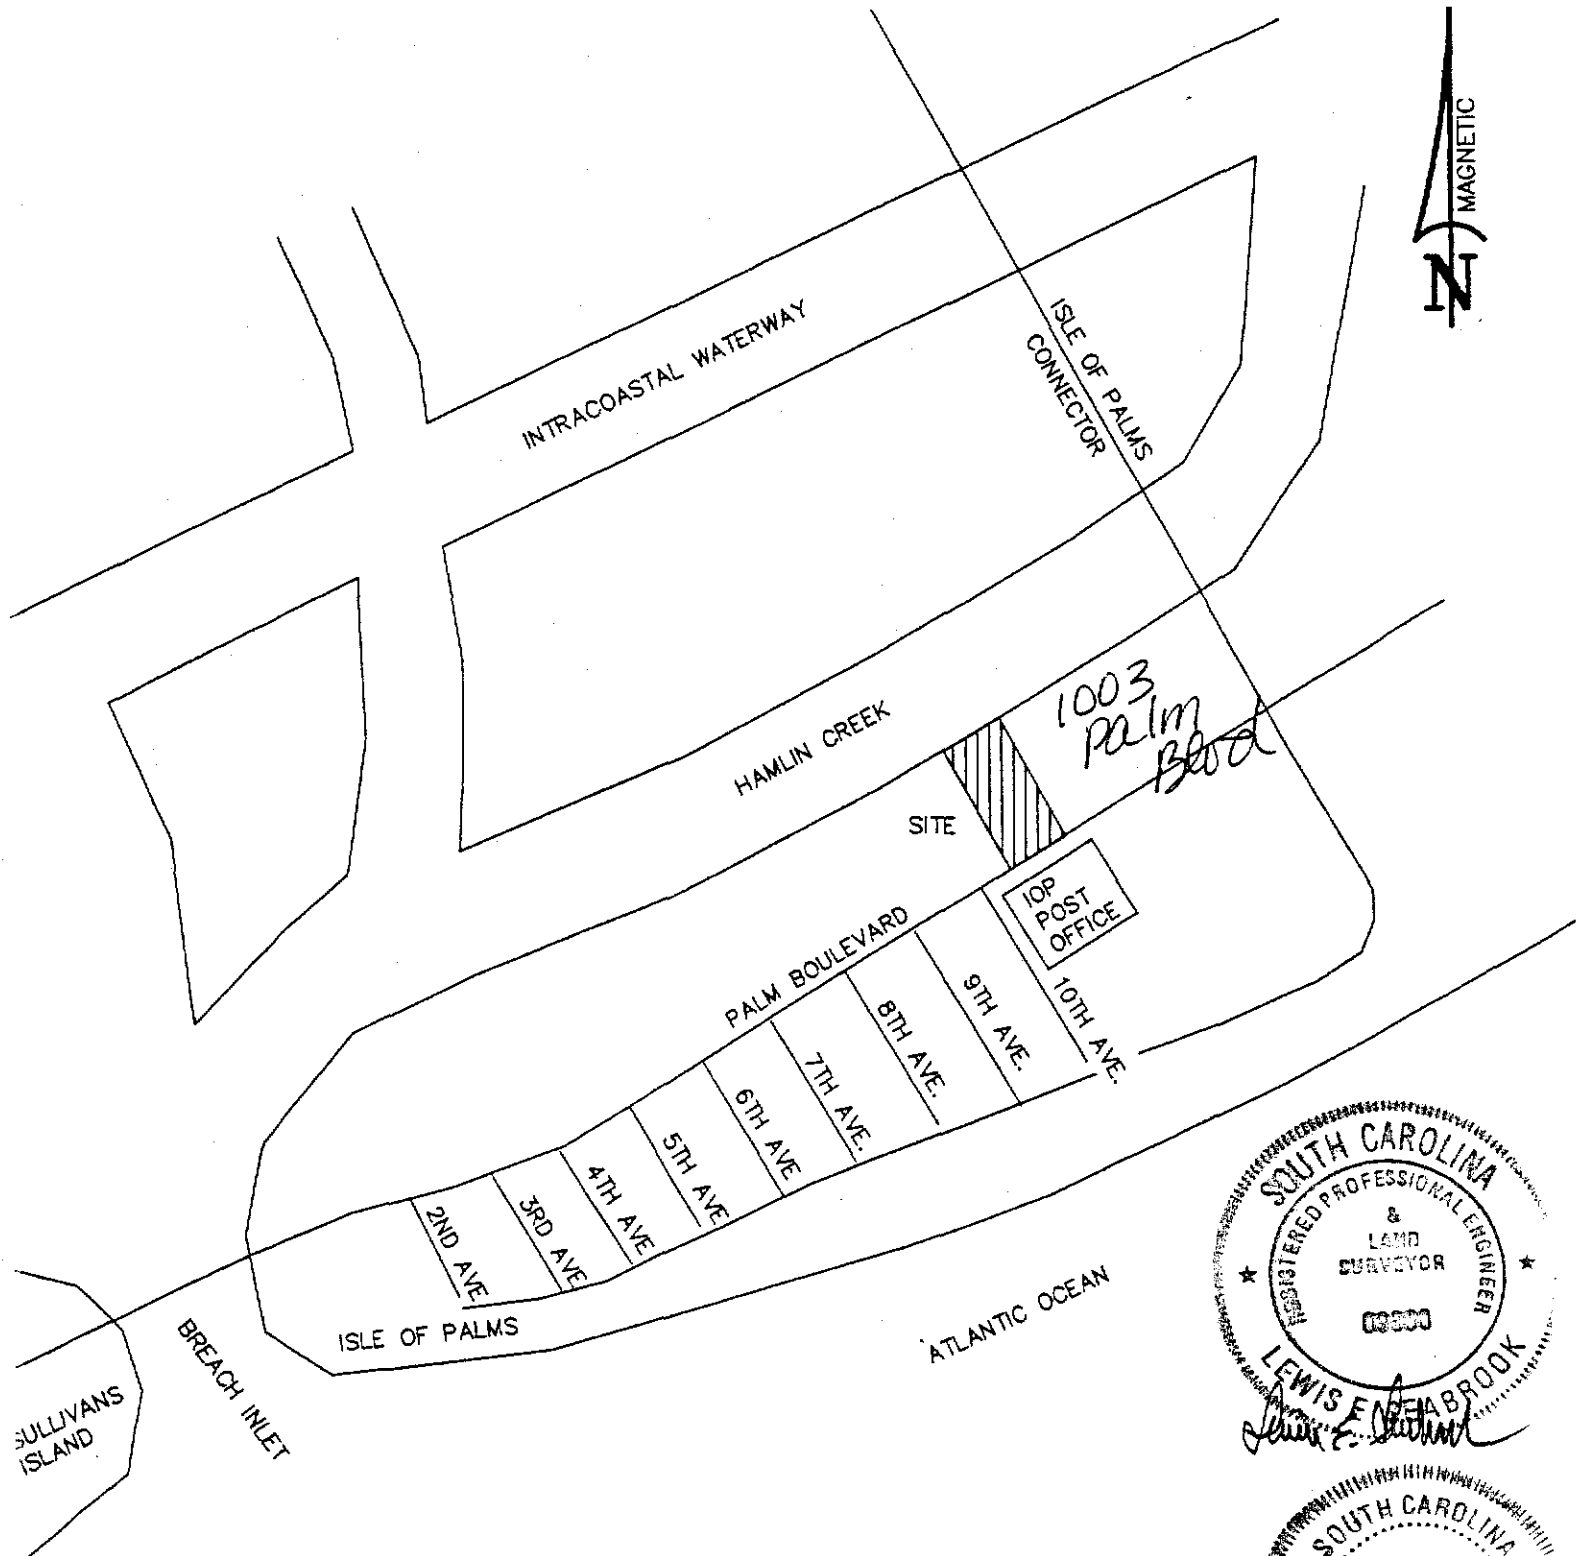 MAGNETIC
N
INTRACOASTAL WATERWAY
ISLE OF PALMS
CONNECTOR
1003
Palm
Blvd
HAMLIN CREEK
SITE
IOP
POST
OFFICE
PALM BOULEVARD
10TH AVE.
9TH AVE.
8TH AVE.
7TH AVE.
6TH AVE
5TH AVE
4TH AVE
3RD AVE
2ND AVE
ISLE OF PALMS
ATLANTIC OCEAN
BREACH INLET
SULLIVANS
ISLAND
SOUTH CAROLINA
REGISTERED PROFESSIONAL ENGINEER
&
LAND
SURVEYOR
LEWIS E. SEABROOK
SOUTH CAROLINA